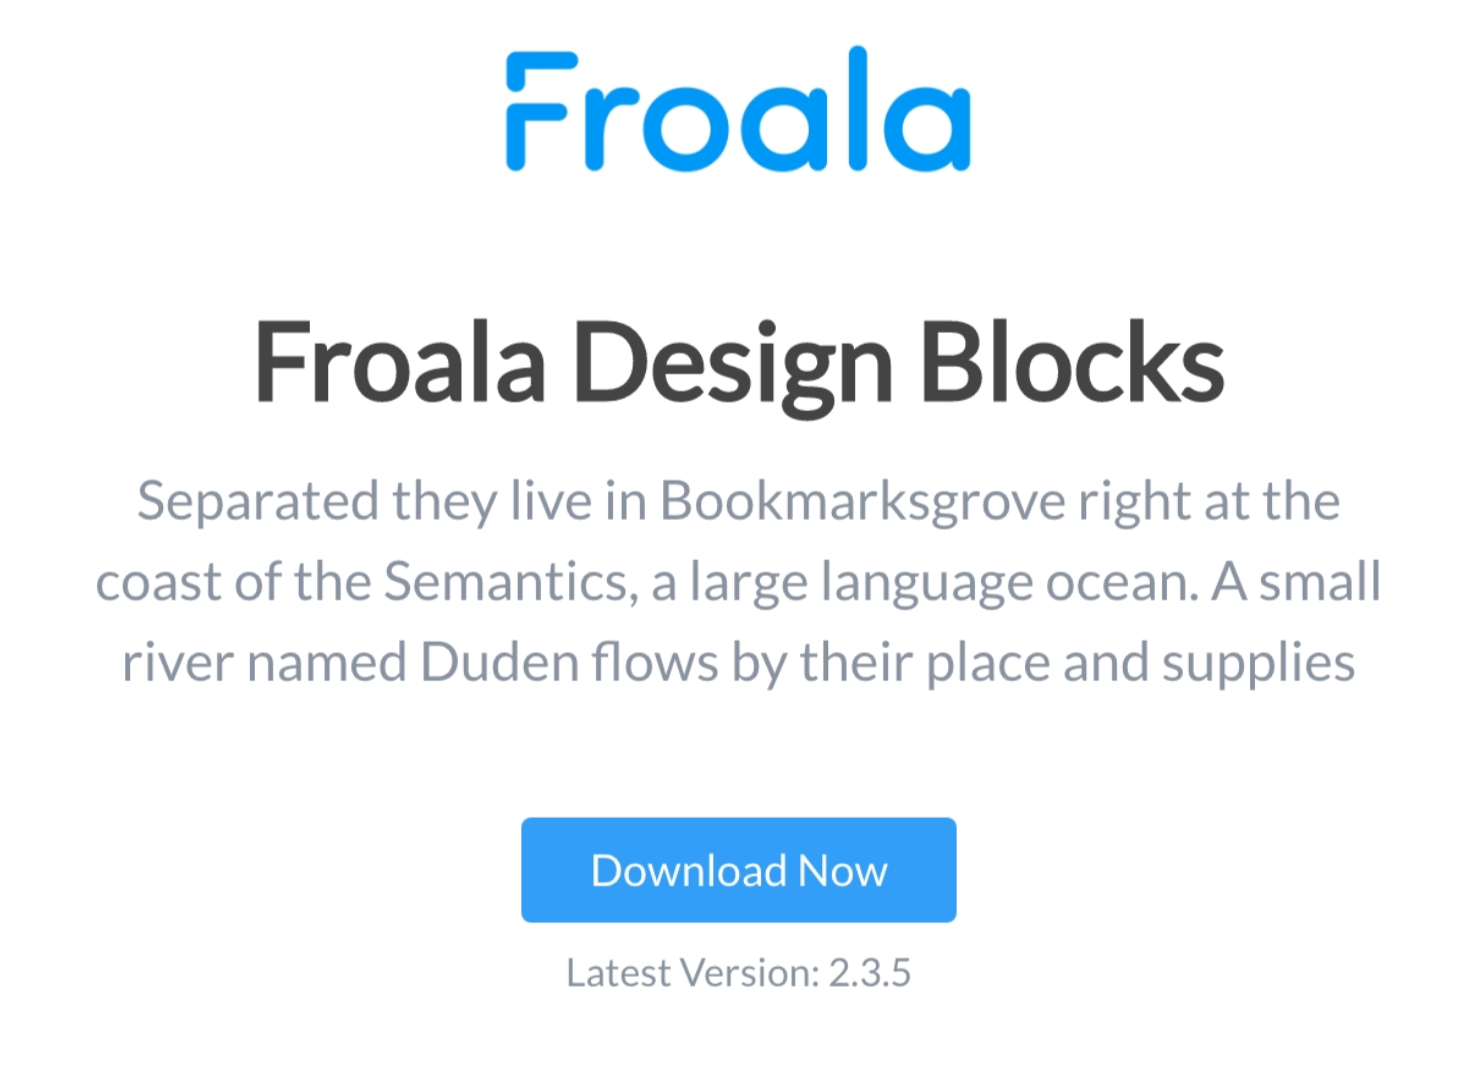 Froala
Froala Design Blocks
Separated they live in Bookmarksgrove right at the
coast of the Semantics, a large language ocean. A small
river named Duden flows by their place and supplies
Download Now
Latest Version: 2.3.5